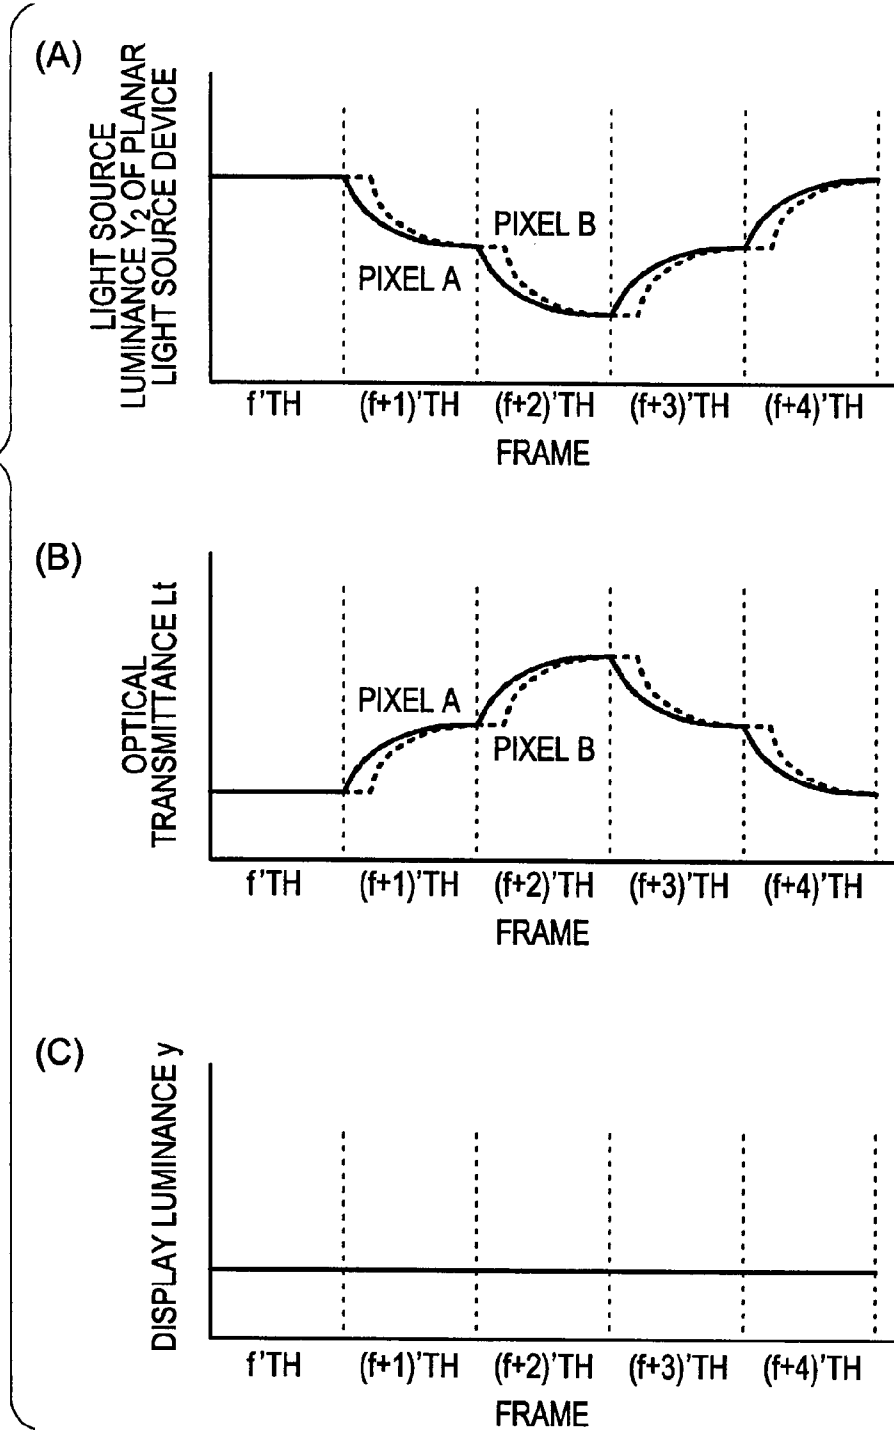 (A)
LIGHT SOURCE
LUMINANCE Y2 OF PLANAR
LIGHT SOURCE DEVICE
PIXEL B
PIXEL A
f'TH (f+1)'TH (f+2)'TH (f+3)'TH (f+4)'TH
FRAME
(B)
OPTICAL
TRANSMITTANCE Lt
PIXEL A
PIXEL B
f'TH (f+1)'TH (f+2)'TH (f+3)'TH (f+4)'TH
FRAME
(C)
DISPLAY LUMINANCE y
f'TH (f+1)'TH (f+2)'TH (f+3)'TH (f+4)'TH
FRAME